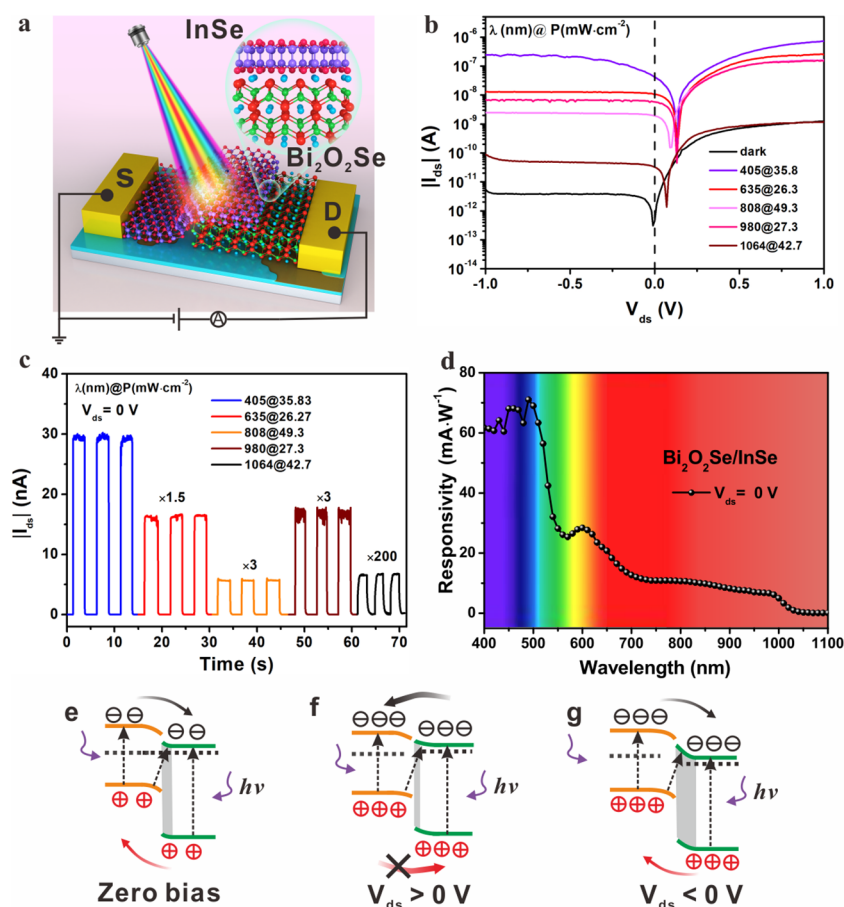 a
InSe
Bi₂O₂Se
S
D
A
b
λ (nm)@ P(mW·cm⁻²)
|I_ds| (A)
10⁻⁶
10⁻⁷
10⁻⁸
10⁻⁹
10⁻¹⁰
10⁻¹¹
10⁻¹²
10⁻¹³
10⁻¹⁴
dark
405@35.8
635@26.3
808@49.3
980@27.3
1064@42.7
-1.0 -0.5 0.0 0.5 1.0
V_ds (V)
c
λ(nm)@P(mW·cm⁻²)
V_ds= 0 V
405@35.83
635@26.27
808@49.3
980@27.3
1064@42.7
×1.5
×3
×3
×200
|I_ds| (nA)
40
30
20
10
0
0 10 20 30 40 50 60 70
Time (s)
d
Responsivity (mA·W⁻¹)
80
60
40
20
0
Bi₂O₂Se/InSe
V_ds= 0 V
400 500 600 700 800 900 1000 1100
Wavelength (nm)
e
hν
Zero bias
f
hν
V_ds > 0 V
g
hν
V_ds < 0 V